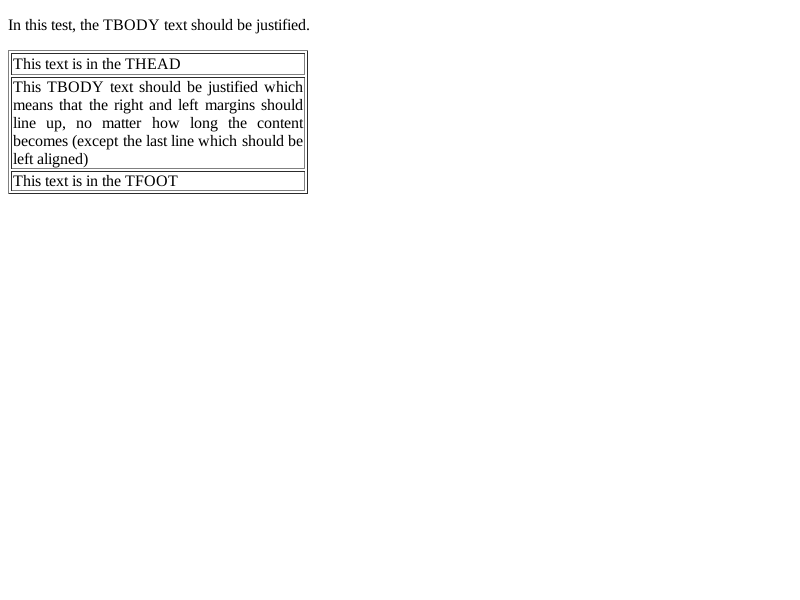 In this test, the TBODY text should be justified.
This text is in the THEAD
This TBODY text should be justified which
means that the right and left margins should
line up, no matter how long the content
becomes (except the last line which should be
left aligned)
This text is in the TFOOT